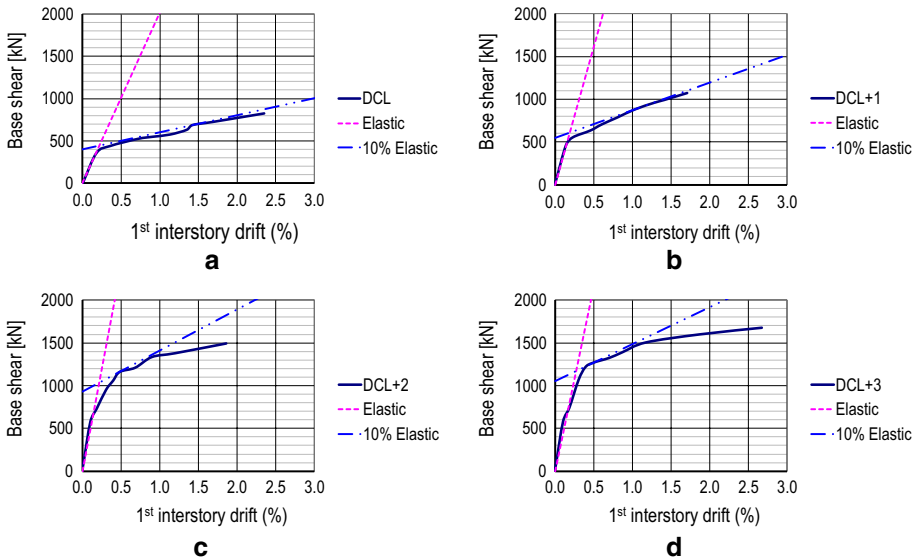 Base shear [kN]
2000
1500
1000
500
0
0.0 0.5 1.0 1.5 2.0 2.5 3.0
1st interstory drift (%)
DCL
Elastic
10% Elastic
a
Base shear [kN]
2000
1500
1000
500
0
0.0 0.5 1.0 1.5 2.0 2.5 3.0
1st interstory drift (%)
DCL+1
Elastic
10% Elastic
b
Base shear [kN]
2000
1500
1000
500
0
0.0 0.5 1.0 1.5 2.0 2.5 3.0
1st interstory drift (%)
DCL+2
Elastic
10% Elastic
c
Base shear [kN]
2000
1500
1000
500
0
0.0 0.5 1.0 1.5 2.0 2.5 3.0
1st interstory drift (%)
DCL+3
Elastic
10% Elastic
d